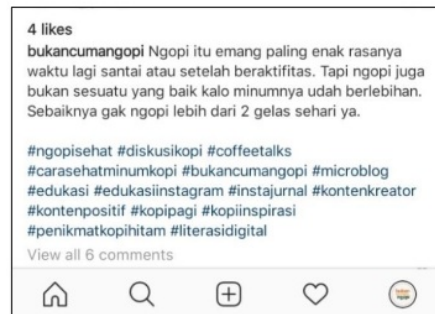 4 likes
bukancumangopi Ngopi itu emang paling enak rasanya
waktu lagi santai atau setelah beraktifitas. Tapi ngopi juga
bukan sesuatu yang baik kalo minumnya udah berlebihan.
Sebaiknya gak ngopi lebih dari 2 gelas sehari ya.
#ngopisehat #diskusikopi #coffeetalks
#carasehatminumkopi #bukancumangopi #microblog
#edukasi #edukasiinstagram #instajurnal #kontenkreator
#kontenpositif #kopipagi #kopiinspirasi
#penikmatkopihitam #literasidigital
View all 6 comments